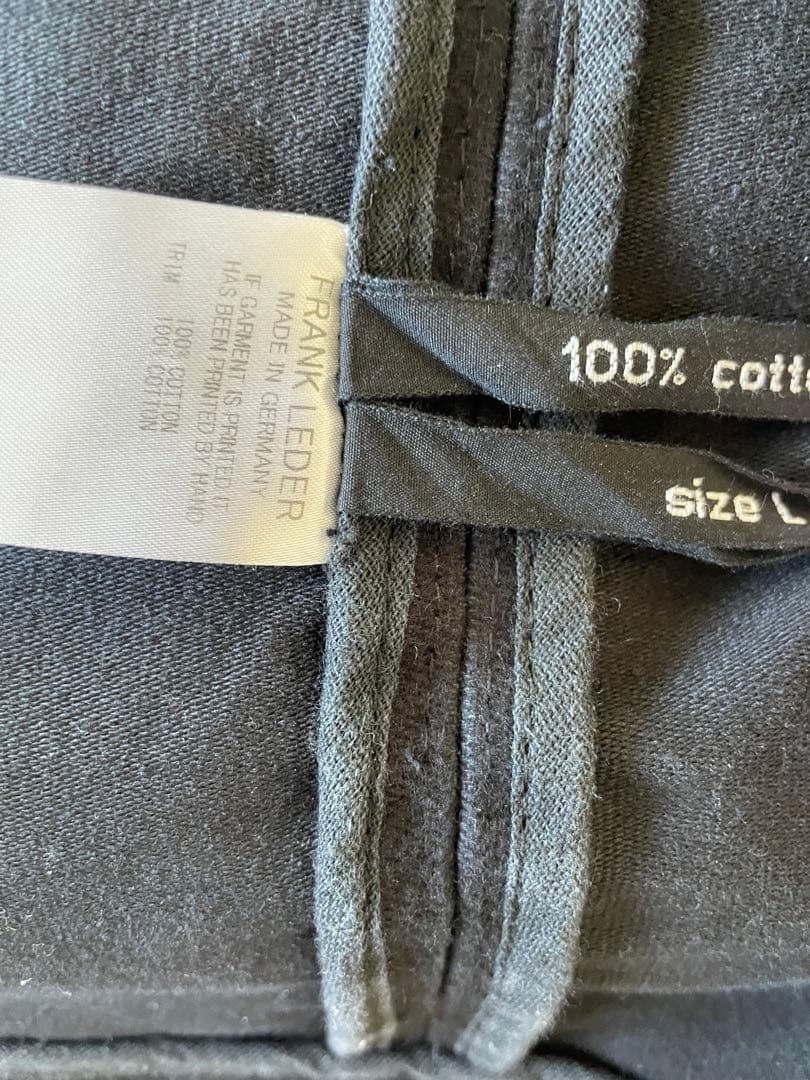 FRANK LEDER
MADE IN GERMANY
IF GARMENT IS PRINTED IT
HAS BEEN PRINTED BY HAND
100% COTTON
TRIM 100% COTTON
100% cott
size L